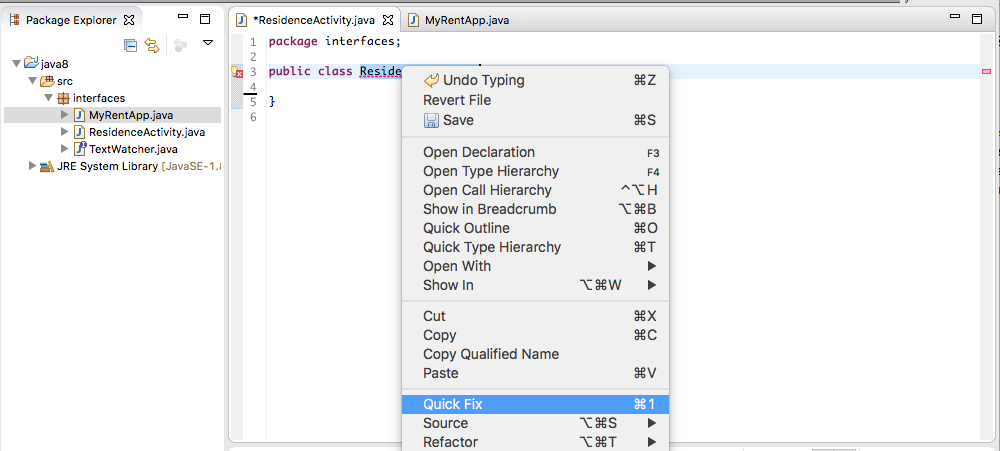 Package Explorer
java8
src
interfaces
MyRentApp.java
ResidenceActivity.java
TextWatcher.java
JRE System Library [JavaSE-1.8
*ResidenceActivity.java
MyRentApp.java
1 package interfaces;
2
3 public class Reside
4
5 }
6
Undo Typing ⌘Z
Revert File
Save ⌘S
Open Declaration F3
Open Type Hierarchy F4
Open Call Hierarchy ^⌥H
Show in Breadcrumb ⌥⌘B
Quick Outline ⌘O
Quick Type Hierarchy ⌘T
Open With ▶
Show In ⌥⌘W ▶
Cut ⌘X
Copy ⌘C
Copy Qualified Name
Paste ⌘V
Quick Fix ⌘1
Source ⌥⌘S ▶
Refactor ⌥⌘T ▶